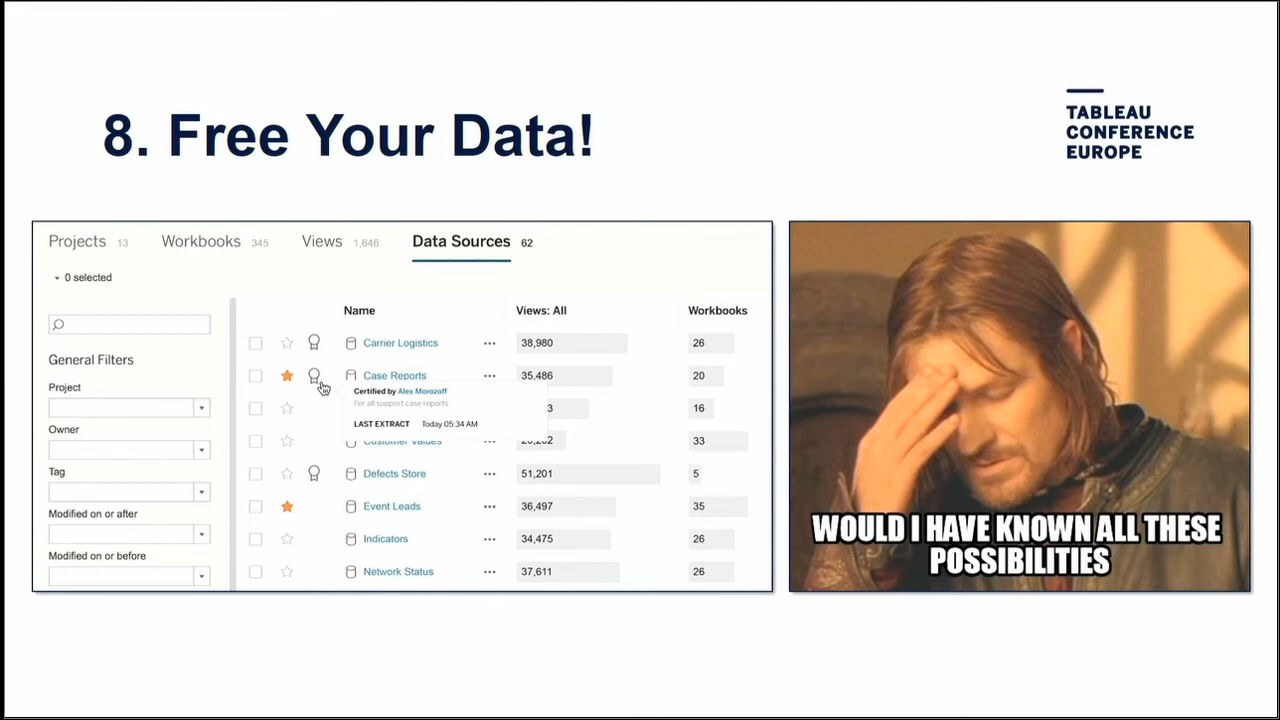 8. Free Your Data!
TABLEAU
CONFERENCE
EUROPE
Projects 13 Workbooks 345 Views 1,646 Data Sources 62
0 selected
General Filters
Project
Owner
Tag
Modified on or after
Modified on or before
Name Views: All Workbooks
Carrier Logistics 38,980 26
Case Reports 35,486 20
Certified by Alex Morozoff
For all support case reports
LAST EXTRACT Today 05:34 AM
3 16
Customer Values 33
Defects Store 51,201 5
Event Leads 36,497 35
Indicators 34,475 26
Network Status 37,611 26
WOULD I HAVE KNOWN ALL THESE
POSSIBILITIES